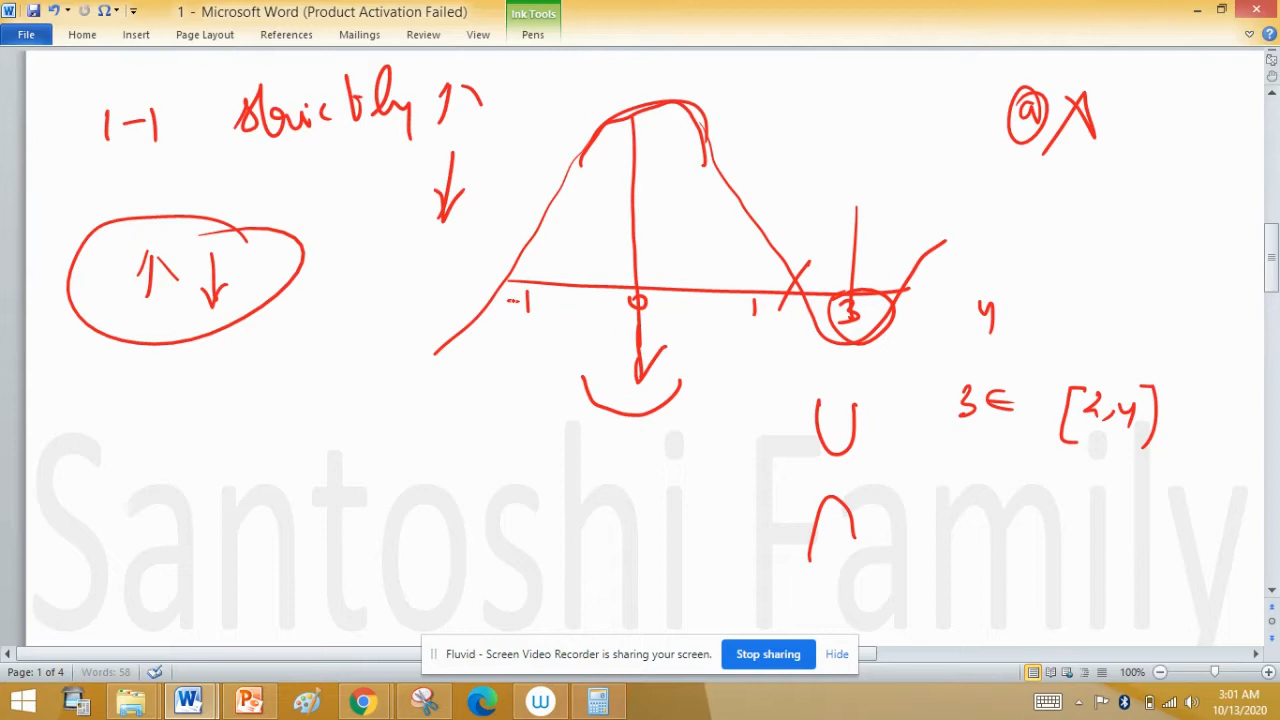 1 - Microsoft Word (Product Activation Failed)
Ink Tools
File Home Insert Page Layout References Mailings Review View Pens
1-1 strictly ↑
↓
ⓐ
↑ ↓
-1 0 1 3 4
3 ∈ [2,4]
Santoshi Family
Fluvid - Screen Video Recorder is sharing your screen. Stop sharing Hide
Page: 1 of 4 Words: 58 100%
3:01 AM
10/13/2020